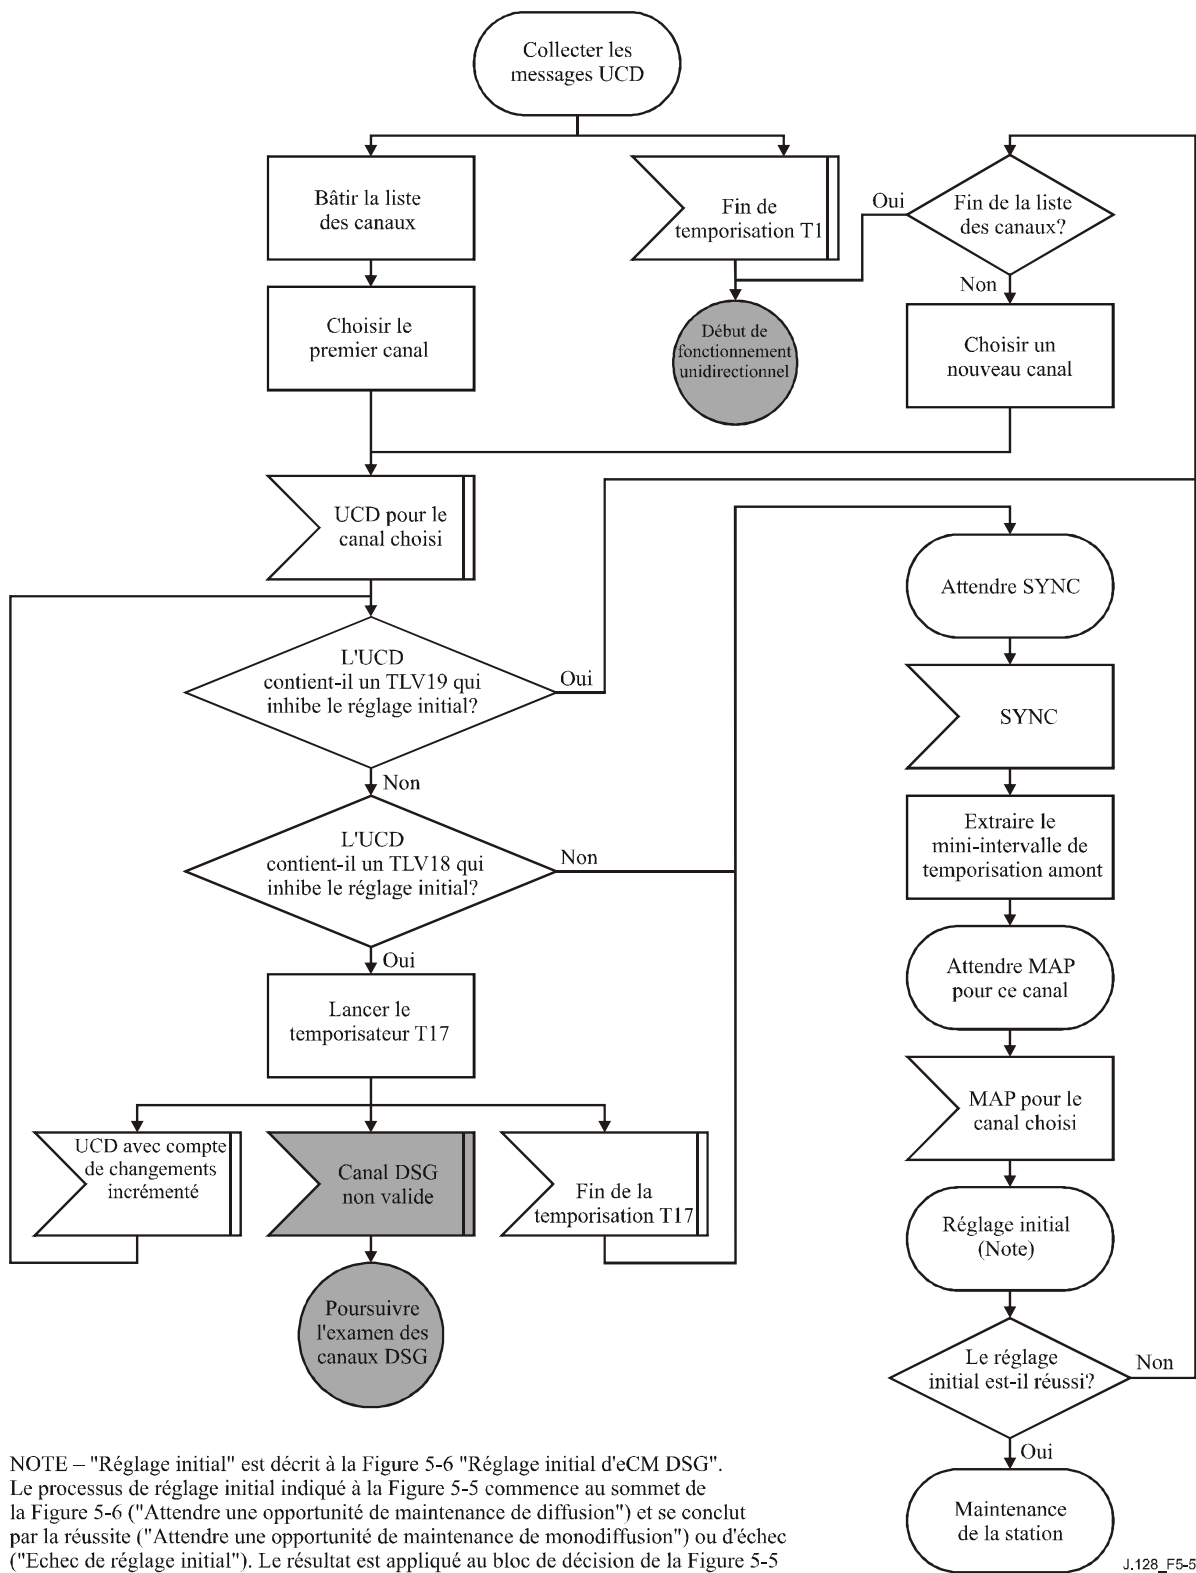 Collecter les
messages UCD
Bâtir la liste
des canaux
Fin de
temporisation T1
Oui
Fin de la liste
des canaux?
Non
Choisir le
premier canal
Début de
fonctionnement
unidirectionnel
Choisir un
nouveau canal
UCD pour le
canal choisi
Attendre SYNC
L'UCD
contient-il un TLV19 qui
inhibe le réglage initial?
Oui
Non
SYNC
L'UCD
contient-il un TLV18 qui
inhibe le réglage initial?
Non
Oui
Extraire le
mini-intervalle de
temporisation amont
Lancer le
temporisateur T17
Attendre MAP
pour ce canal
UCD avec compte
de changements
incrémenté
Canal DSG
non valide
Fin de la
temporisation T17
MAP pour le
canal choisi
Réglage initial
(Note)
Poursuivre
l'examen des
canaux DSG
Le réglage
initial est-il réussi?
Non
Oui
Maintenance
de la station
NOTE – "Réglage initial" est décrit à la Figure 5-6 "Réglage initial d'eCM DSG".
Le processus de réglage initial indiqué à la Figure 5-5 commence au sommet de
la Figure 5-6 ("Attendre une opportunité de maintenance de diffusion") et se conclut
par la réussite ("Attendre une opportunité de maintenance de monodiffusion") ou d'échec
("Echec de réglage initial"). Le résultat est appliqué au bloc de décision de la Figure 5-5
J.128_F5-5